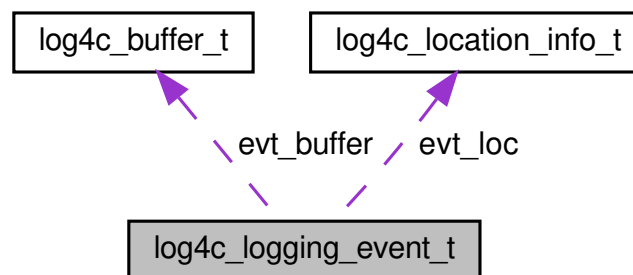 log4c_buffer_t
log4c_location_info_t
evt_buffer
evt_loc
log4c_logging_event_t